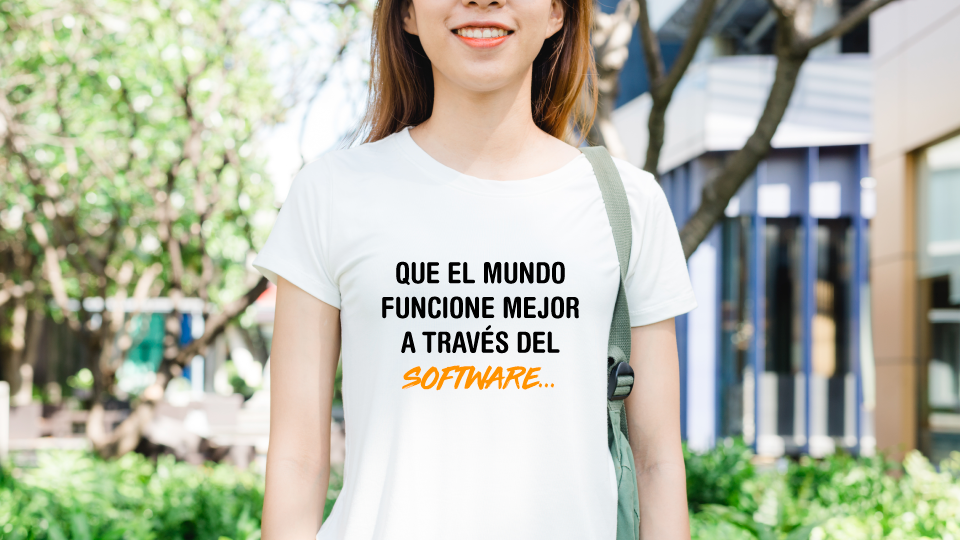 QUE EL MUNDO
FUNCIONE MEJOR
A TRAVÉS DEL
SOFTWARE...